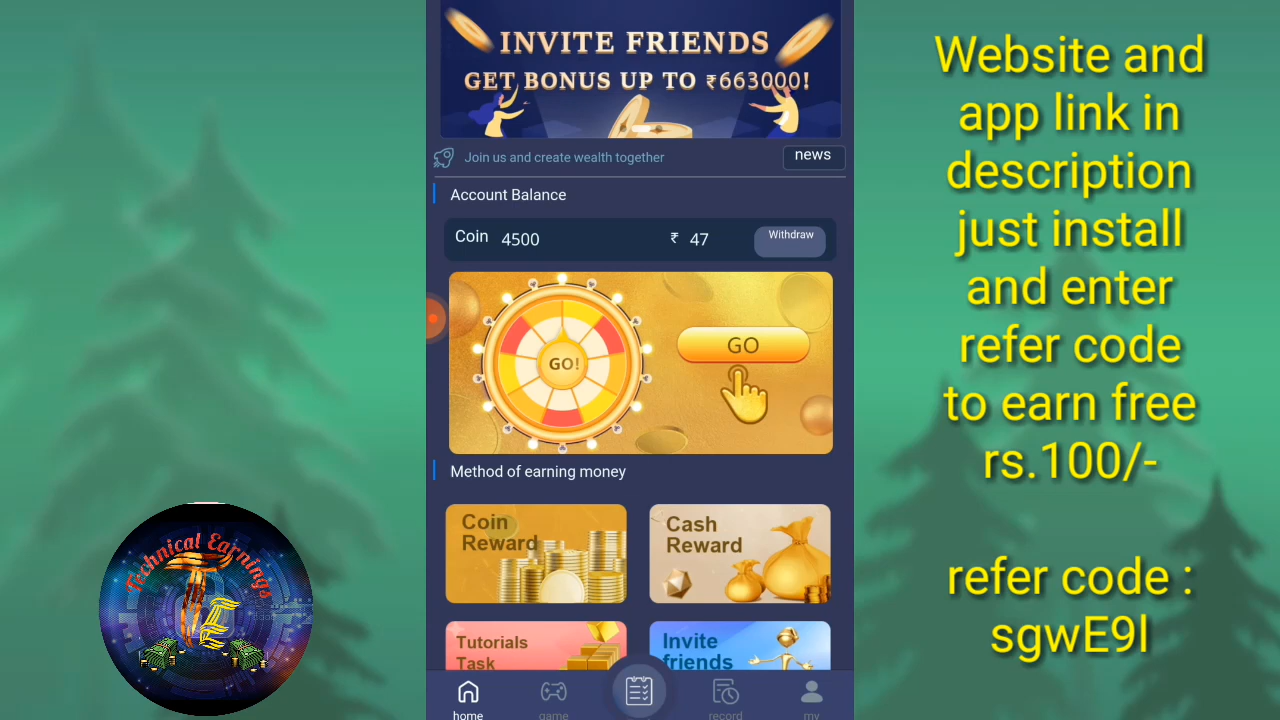 INVITE FRIENDS
GET BONUS UP TO ₹663000!
Join us and create wealth together
news
Account Balance
Coin 4500 ₹ 47 Withdraw
GO!
GO
Method of earning money
Coin
Reward
Cash
Reward
Tutorials
Task
Invite
friends
home
game
record
my
Technical Earnings
TE
Website and
app link in
description
just install
and enter
refer code
to earn free
rs.100/-
refer code :
sgwE9l